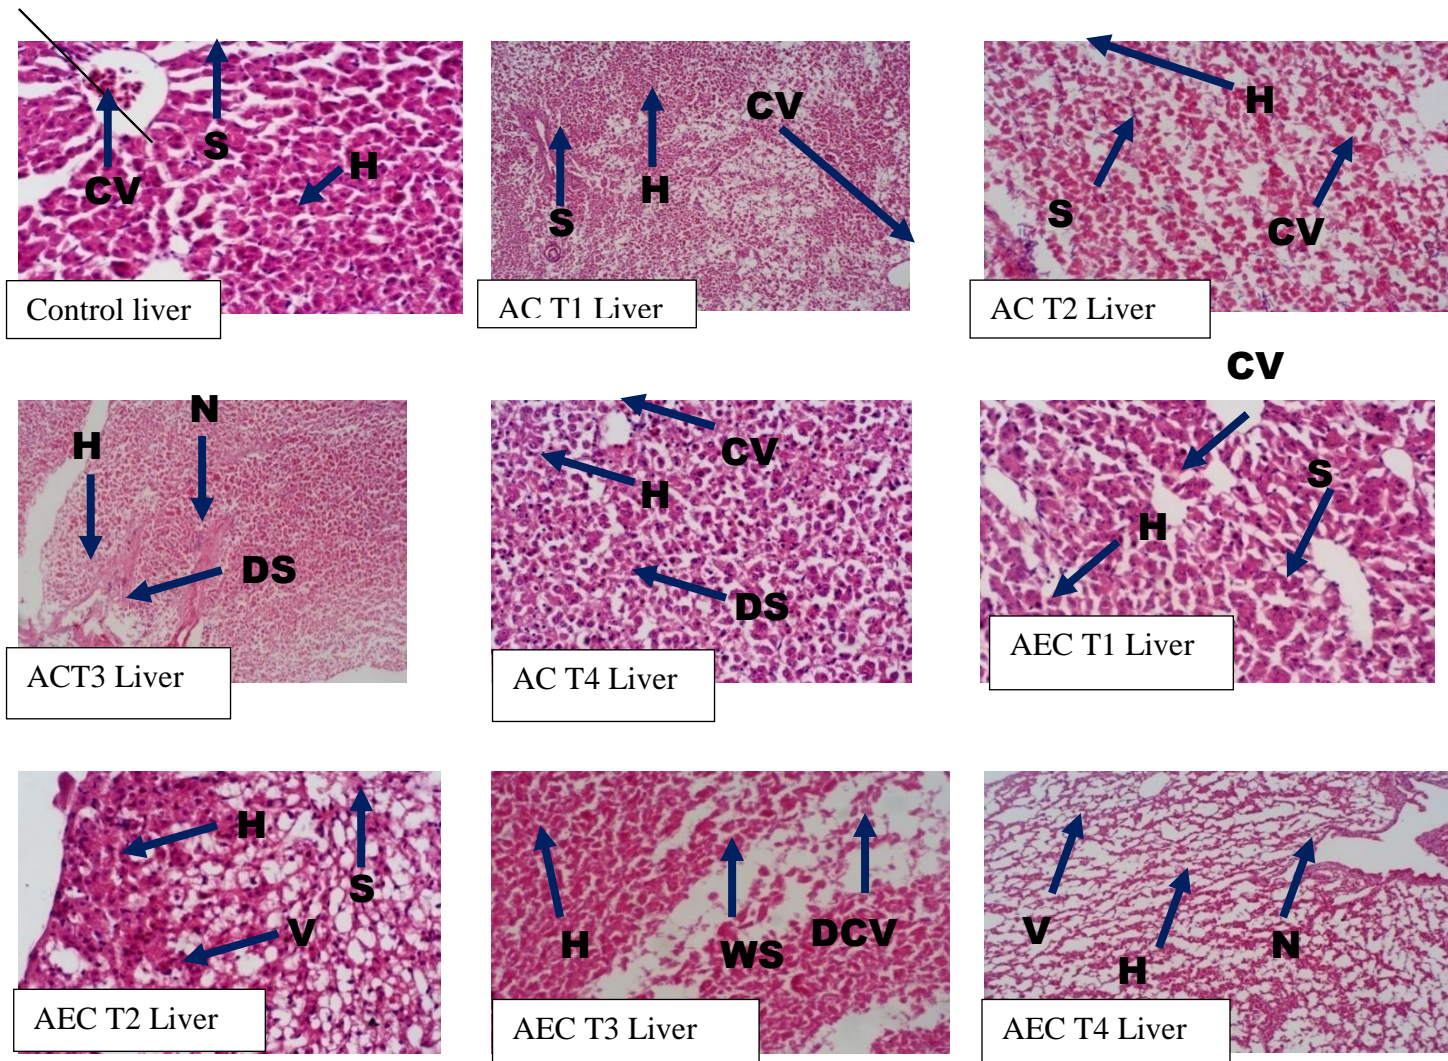 CV
S
H
Control liver
S
H
CV
AC T1 Liver
H
S
CV
AC T2 Liver
H
N
DS
ACT3 Liver
CV
H
DS
AC T4 Liver
CV
S
H
AEC T1 Liver
H
S
V
AEC T2 Liver
H
WS
DCV
AEC T3 Liver
V
H
N
AEC T4 Liver